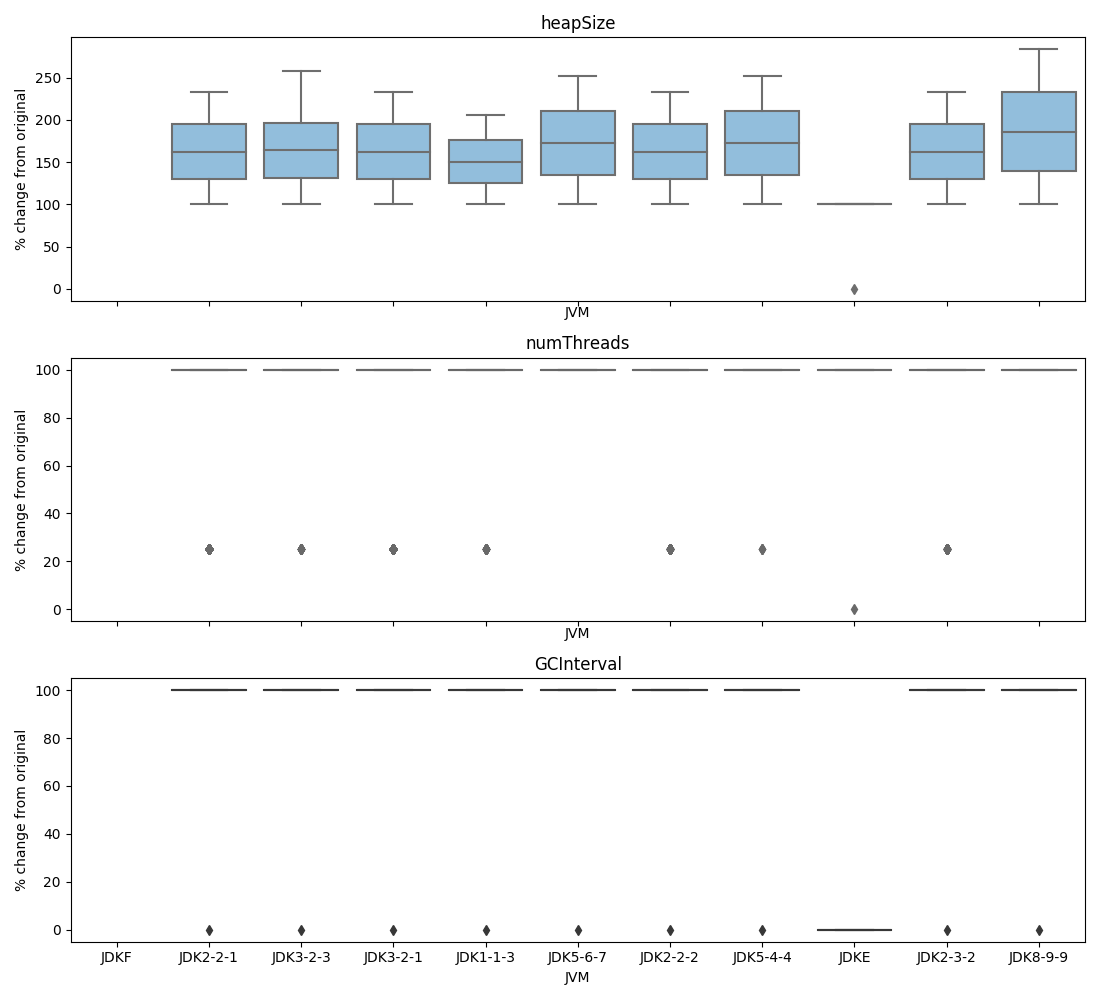 heapSize
% change from original
250
200
150
100
50
0
JVM
numThreads
% change from original
100
80
60
40
20
0
JVM
GCInterval
% change from original
100
80
60
40
20
0
JDKF JDK2-2-1 JDK3-2-3 JDK3-2-1 JDK1-1-3 JDK5-6-7 JDK2-2-2 JDK5-4-4 JDKE JDK2-3-2 JDK8-9-9
JVM